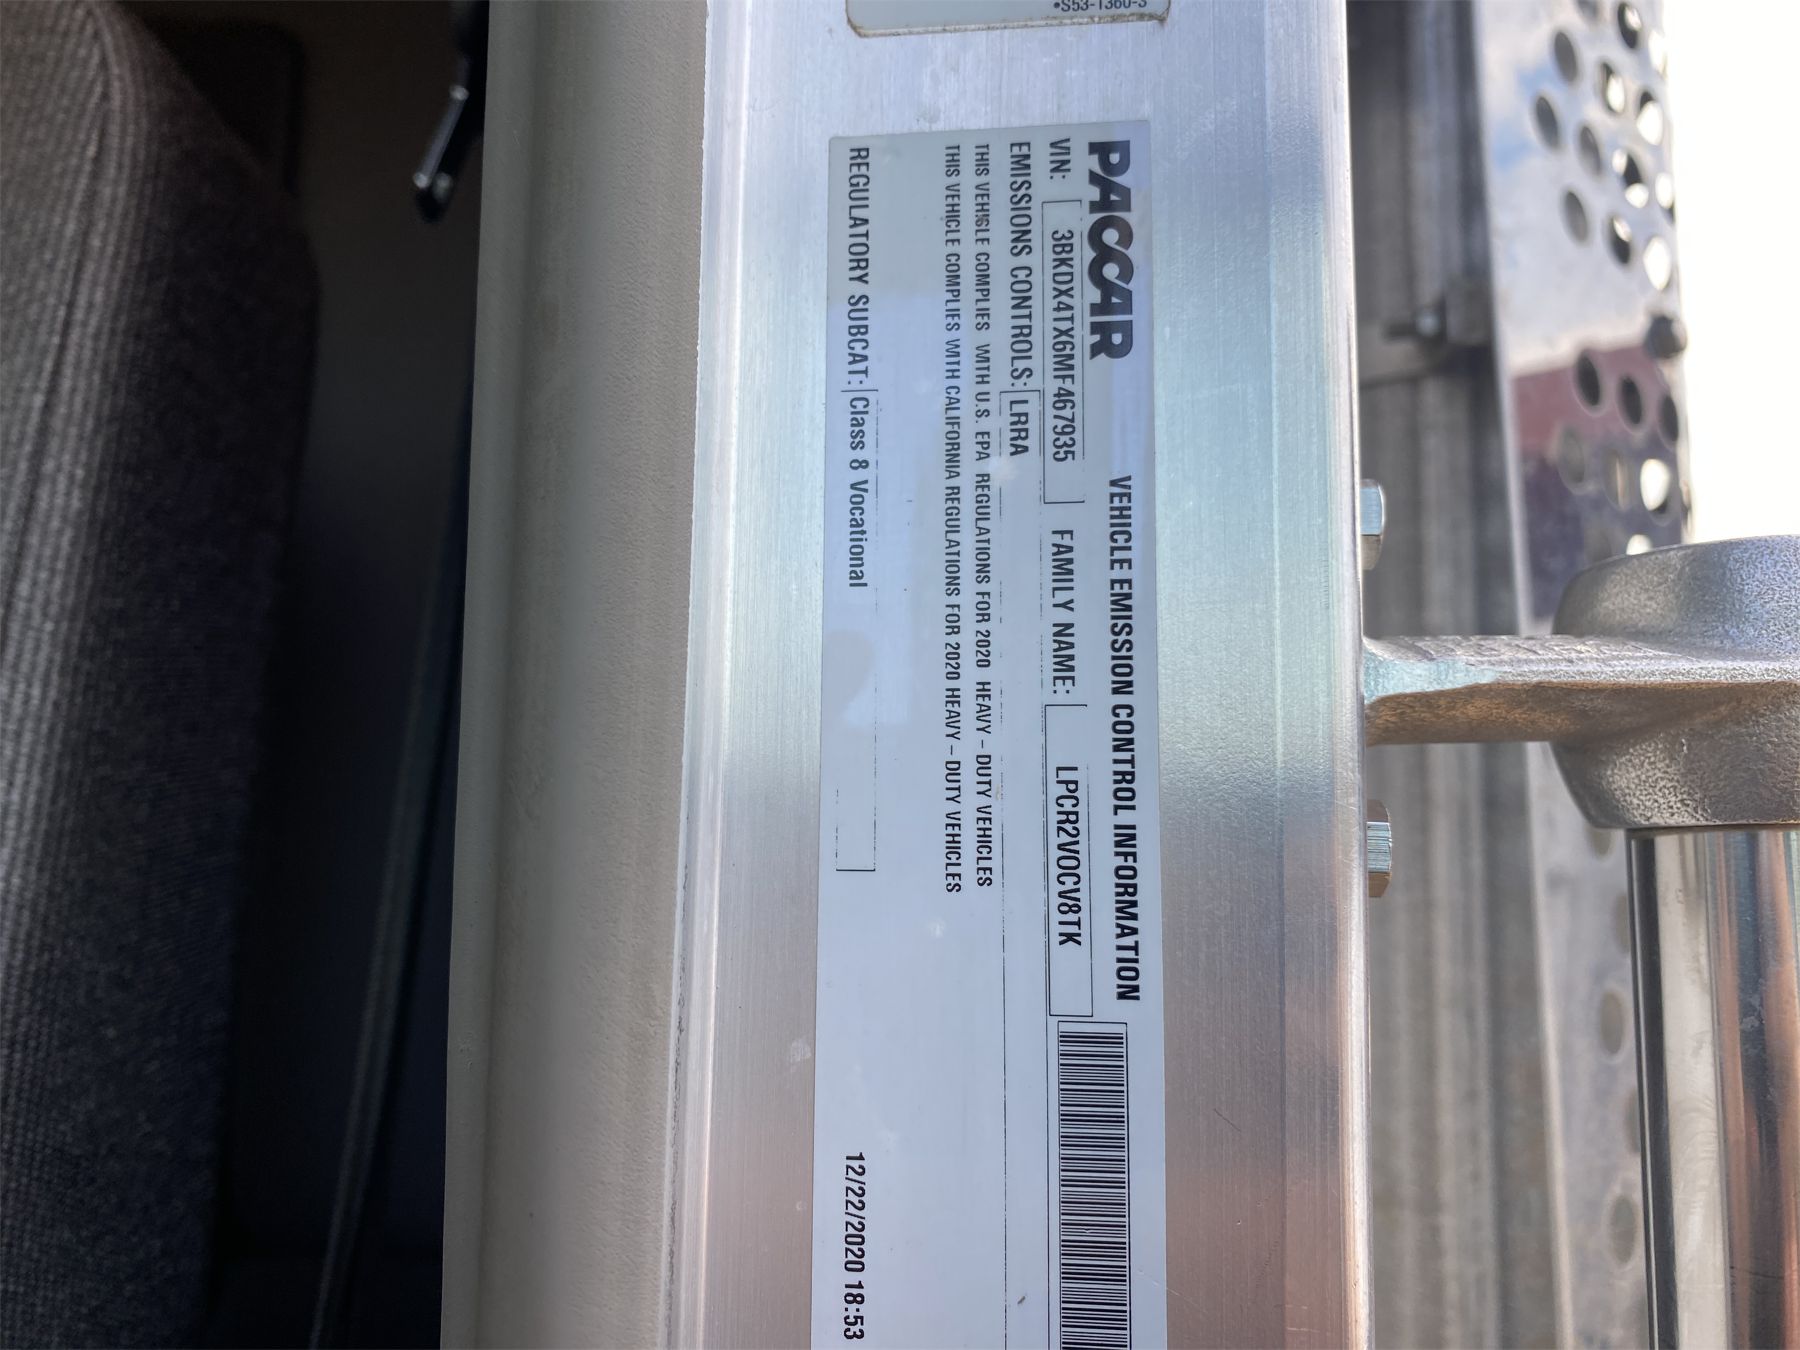 •S53-1360-3
PACCAR VEHICLE EMISSION CONTROL INFORMATION
VIN: 3BKDX4TX6MF467935 FAMILY NAME: LPCR2VOCV8TK
EMISSIONS CONTROLS: LRRA
THIS VEHICLE COMPLIES WITH U.S. EPA REGULATIONS FOR 2020 HEAVY - DUTY VEHICLES
THIS VEHICLE COMPLIES WITH CALIFORNIA REGULATIONS FOR 2020 HEAVY - DUTY VEHICLES
REGULATORY SUBCAT: Class 8 Vocational 12/22/2020 18:53